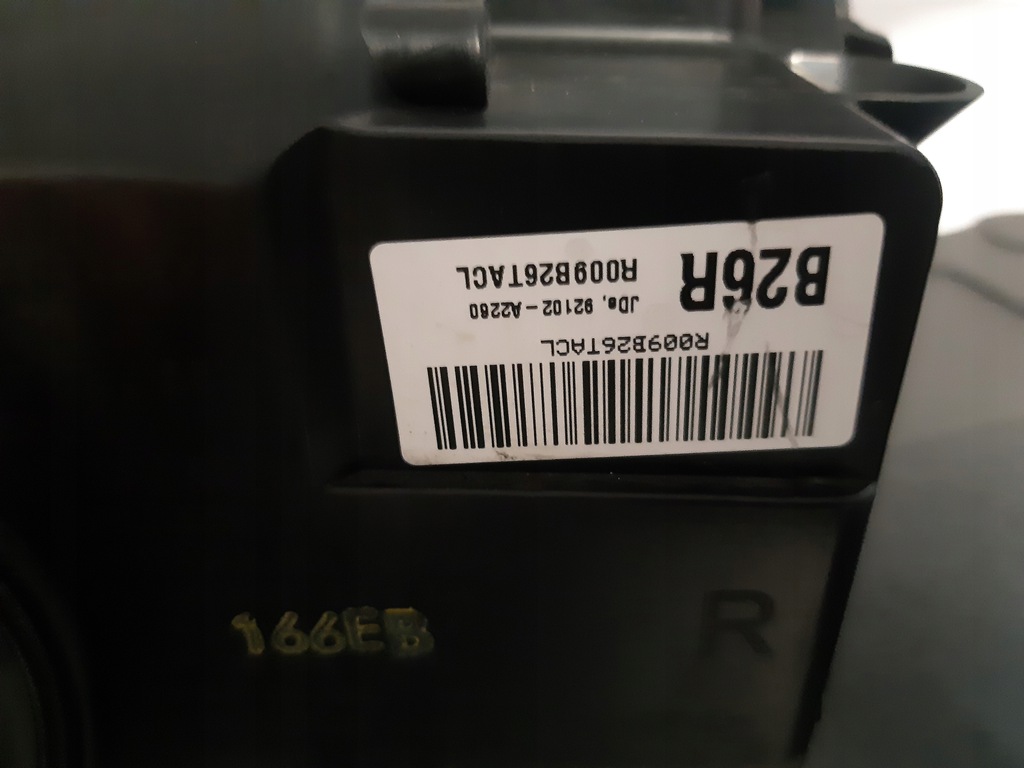 R009B26TACL
B26R
JDe, 92102-A2260
R009B26TACL
166EB
R